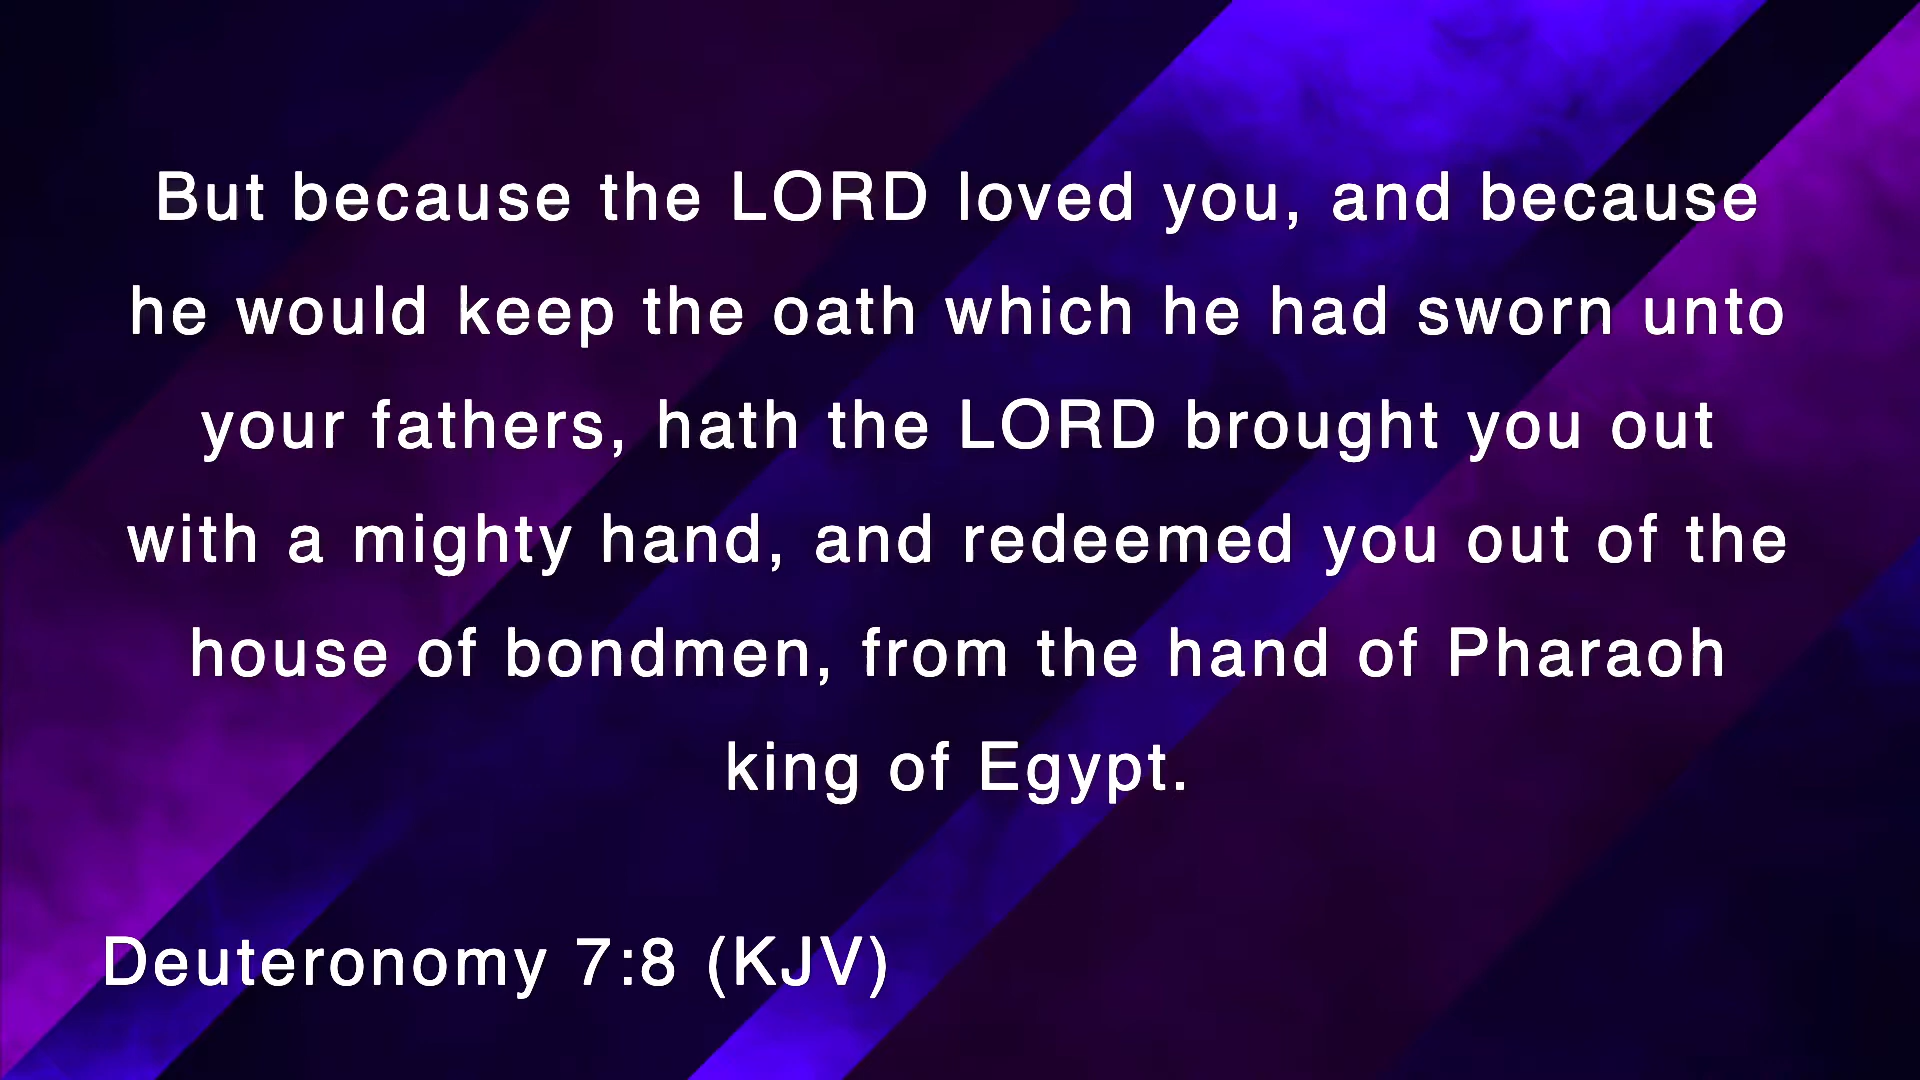 But because the LORD loved you, and because
he would keep the oath which he had sworn unto
your fathers, hath the LORD brought you out
with a mighty hand, and redeemed you out of the
house of bondmen, from the hand of Pharaoh
king of Egypt.
Deuteronomy 7:8 (KJV)